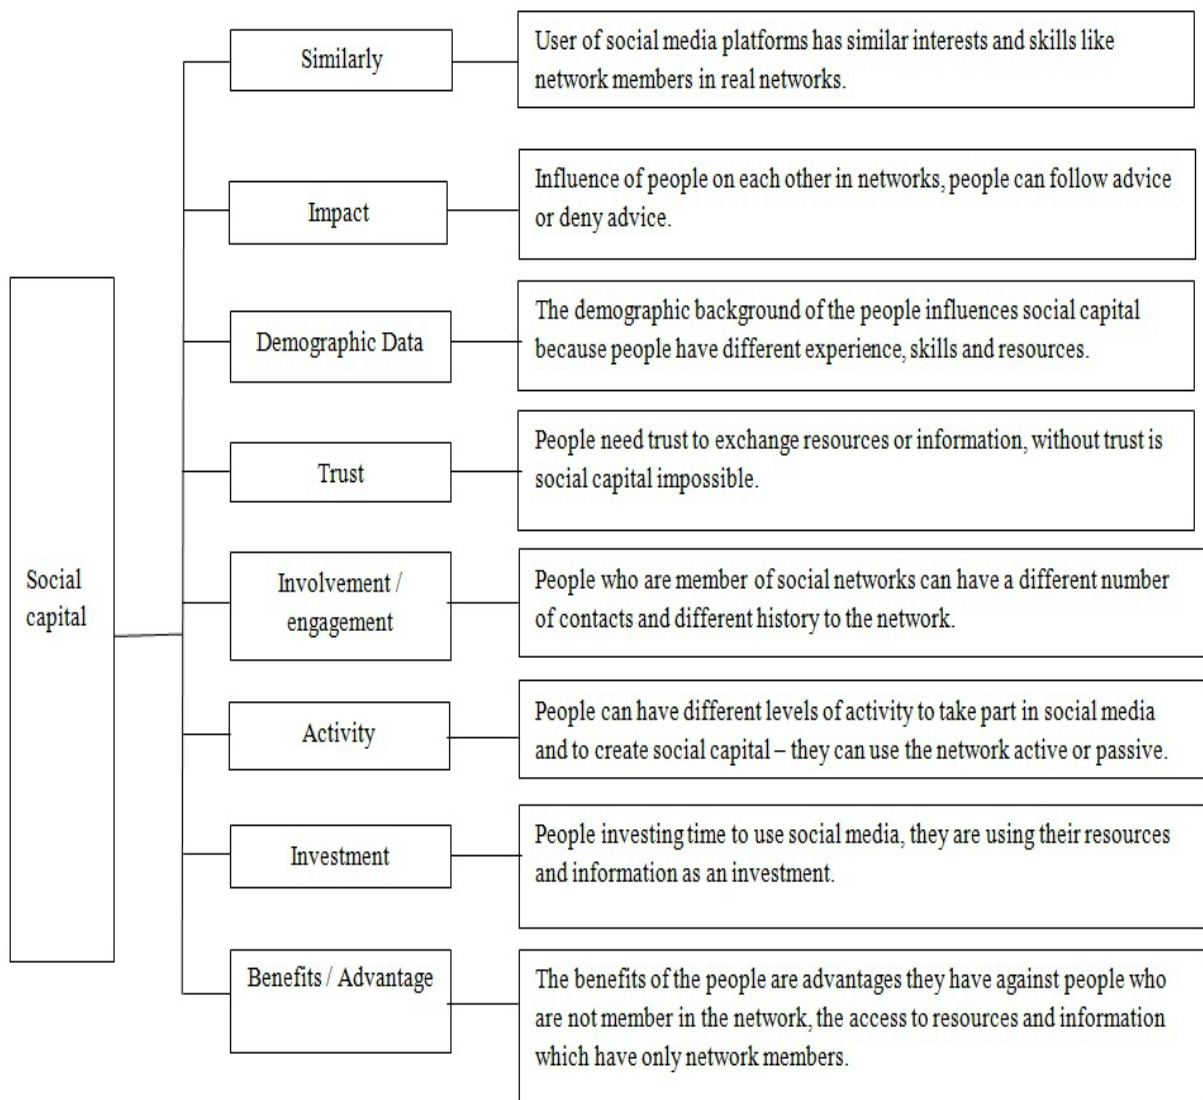 Social
capital
Similarly
User of social media platforms has similar interests and skills like
network members in real networks.
Impact
Influence of people on each other in networks, people can follow advice
or deny advice.
Demographic Data
The demographic background of the people influences social capital
because people have different experience, skills and resources.
Trust
People need trust to exchange resources or information, without trust is
social capital impossible.
Involvement /
engagement
People who are member of social networks can have a different number
of contacts and different history to the network.
Activity
People can have different levels of activity to take part in social media
and to create social capital – they can use the network active or passive.
Investment
People investing time to use social media, they are using their resources
and information as an investment.
Benefits / Advantage
The benefits of the people are advantages they have against people who
are not member in the network, the access to resources and information
which have only network members.